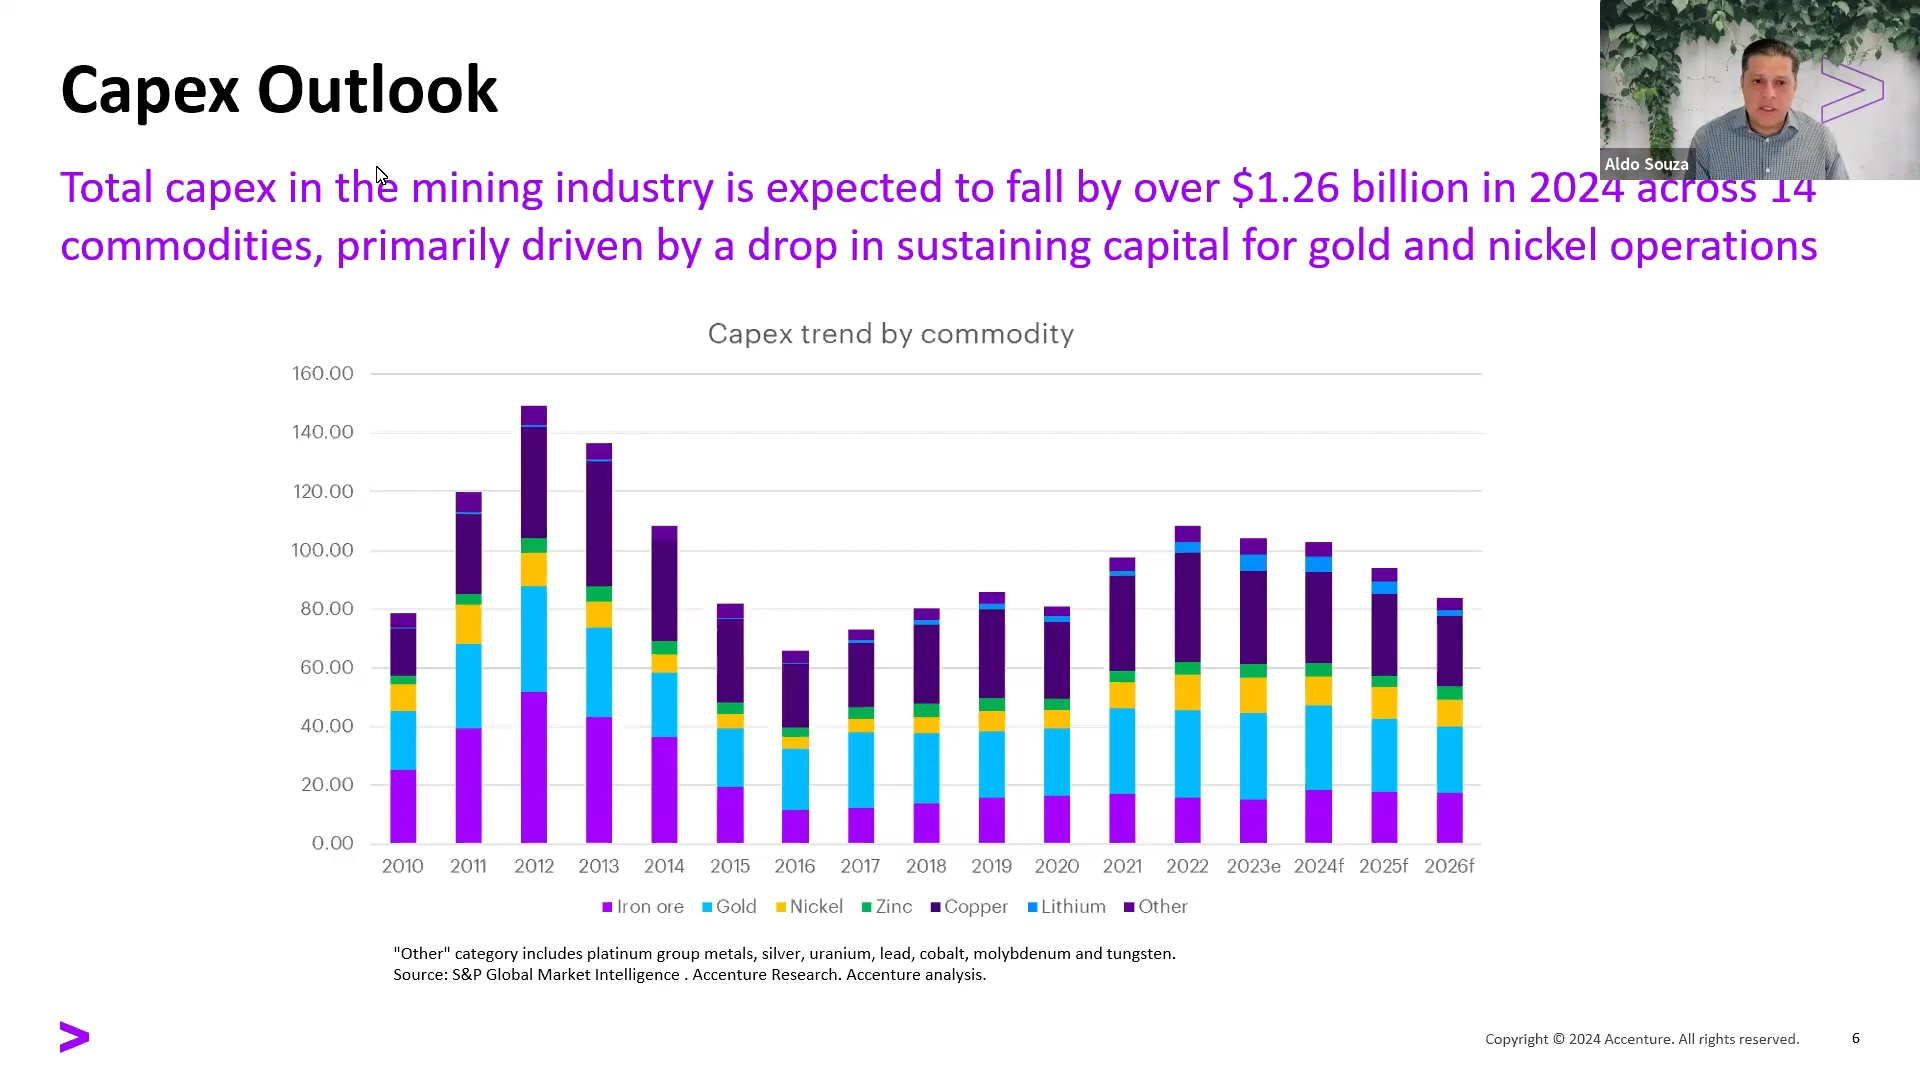 Capex Outlook
Aldo Souza
Total capex in the mining industry is expected to fall by over $1.26 billion in 2024 across 14
commodities, primarily driven by a drop in sustaining capital for gold and nickel operations
Capex trend by commodity
160.00
140.00
120.00
100.00
80.00
60.00
40.00
20.00
0.00
2010 2011 2012 2013 2014 2015 2016 2017 2018 2019 2020 2021 2022 2023e 2024f 2025f 2026f
Iron ore Gold Nickel Zinc Copper Lithium Other
"Other" category includes platinum group metals, silver, uranium, lead, cobalt, molybdenum and tungsten.
Source: S&P Global Market Intelligence . Accenture Research. Accenture analysis.
Copyright © 2024 Accenture. All rights reserved. 6